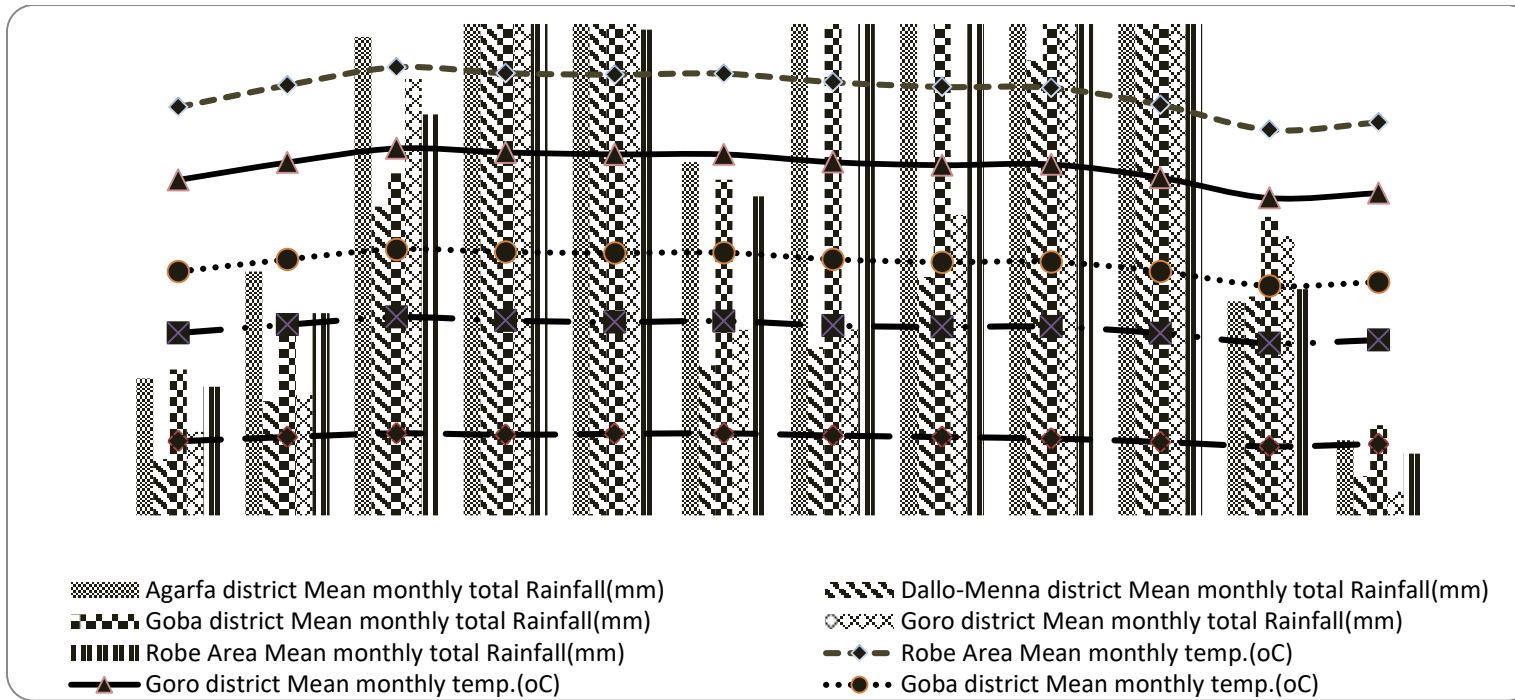 Agarfa district Mean monthly total Rainfall(mm)
Dallo-Menna district Mean monthly total Rainfall(mm)
Goba district Mean monthly total Rainfall(mm)
Goro district Mean monthly total Rainfall(mm)
Robe Area Mean monthly total Rainfall(mm)
Robe Area Mean monthly temp.(oC)
Goro district Mean monthly temp.(oC)
Goba district Mean monthly temp.(oC)